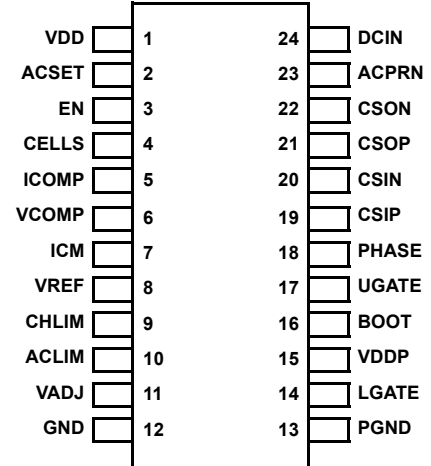 VDD 1 24 DCIN
ACSET 2 23 ACPRN
EN 3 22 CSON
CELLS 4 21 CSOP
ICOMP 5 20 CSIN
VCOMP 6 19 CSIP
ICM 7 18 PHASE
VREF 8 17 UGATE
CHLIM 9 16 BOOT
ACLIM 10 15 VDDP
VADJ 11 14 LGATE
GND 12 13 PGND